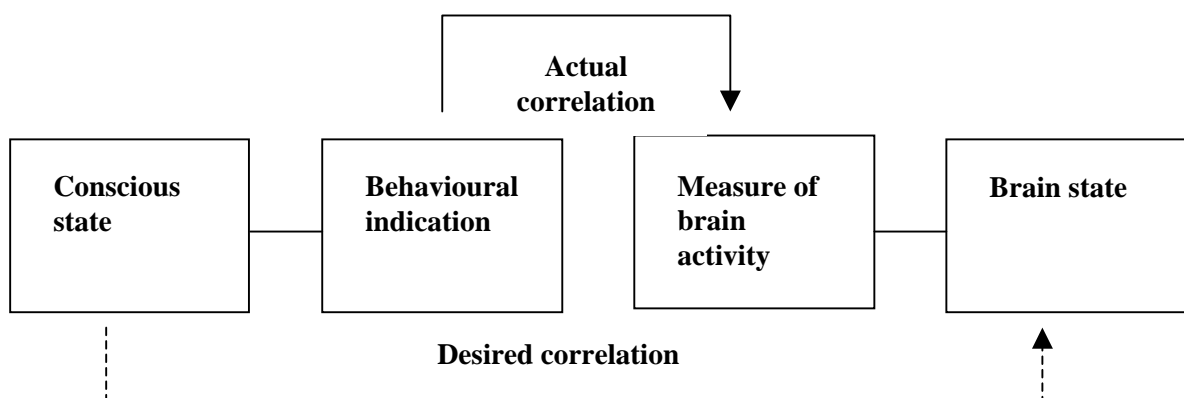 Actual
correlation
Conscious
state
Behavioural
indication
Measure of
brain
activity
Brain state
Desired correlation